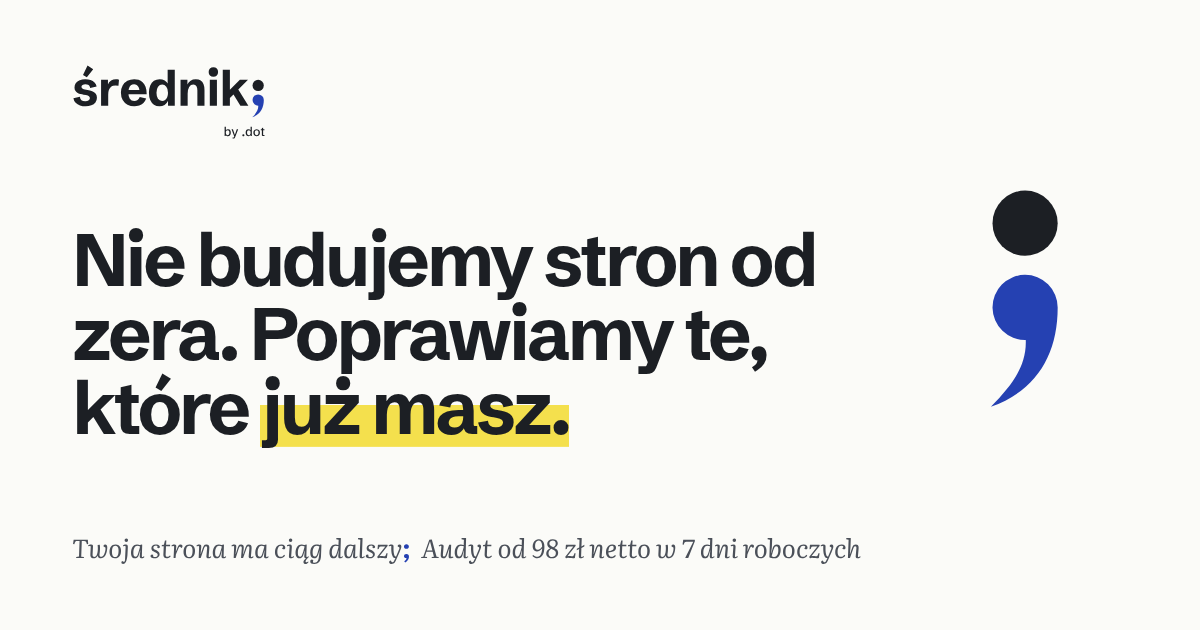 średnik;
by .dot
Nie budujemy stron od
zera. Poprawiamy te,
które już masz.
;
Twoja strona ma ciąg dalszy; Audyt od 98 zł netto w 7 dni roboczych